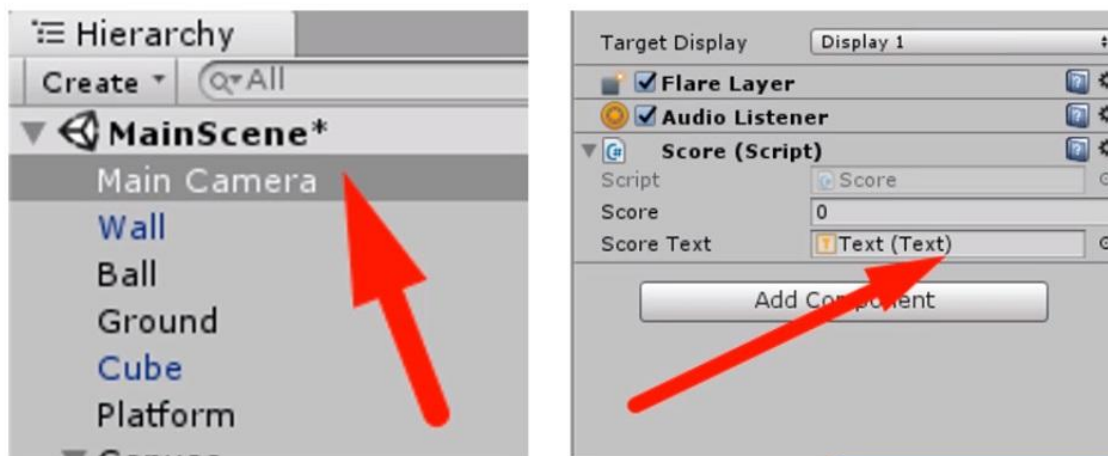 Hierarchy
Create
All
MainScene*
Main Camera
Wall
Ball
Ground
Cube
Platform
Target Display Display 1
Flare Layer
Audio Listener
Score (Script)
Script Score
Score 0
Score Text Text (Text)
Add Component